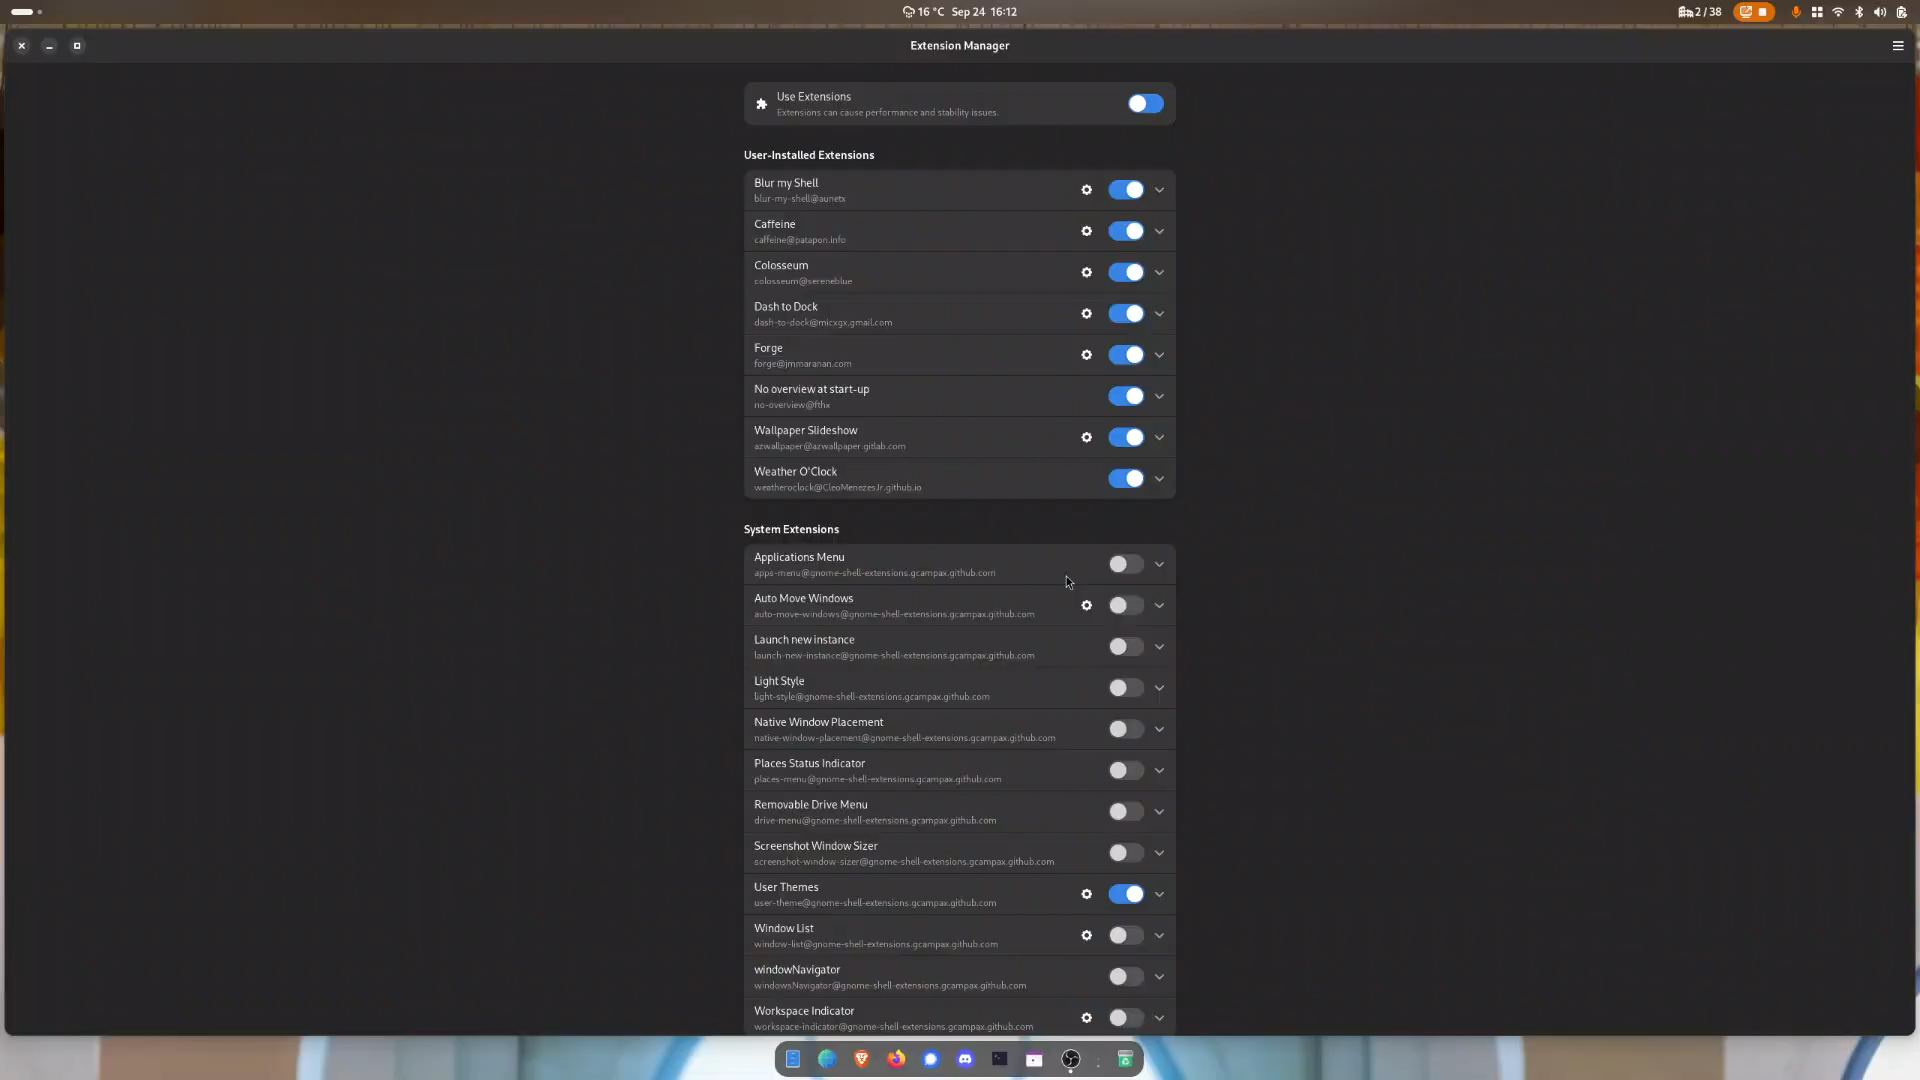 16 °C Sep 24 16:12
2 / 38
Extension Manager
Use Extensions
Extensions can cause performance and stability issues.
User-Installed Extensions
Blur my Shell
blur-my-shell@aunetx
Caffeine
caffeine@patapon.info
Colosseum
colosseum@sereneblue
Dash to Dock
dash-to-dock@micxgx.gmail.com
Forge
forge@jmmaranan.com
No overview at start-up
no-overview@fthx
Wallpaper Slideshow
azwallpaper@azwallpaper.gitlab.com
Weather O'Clock
weatheroclock@CleoMenezesJr.github.io
System Extensions
Applications Menu
apps-menu@gnome-shell-extensions.gcampax.github.com
Auto Move Windows
auto-move-windows@gnome-shell-extensions.gcampax.github.com
Launch new instance
launch-new-instance@gnome-shell-extensions.gcampax.github.com
Light Style
light-style@gnome-shell-extensions.gcampax.github.com
Native Window Placement
native-window-placement@gnome-shell-extensions.gcampax.github.com
Places Status Indicator
places-menu@gnome-shell-extensions.gcampax.github.com
Removable Drive Menu
drive-menu@gnome-shell-extensions.gcampax.github.com
Screenshot Window Sizer
screenshot-window-sizer@gnome-shell-extensions.gcampax.github.com
User Themes
user-theme@gnome-shell-extensions.gcampax.github.com
Window List
window-list@gnome-shell-extensions.gcampax.github.com
windowNavigator
windowsNavigator@gnome-shell-extensions.gcampax.github.com
Workspace Indicator
workspace-indicator@gnome-shell-extensions.gcampax.github.com